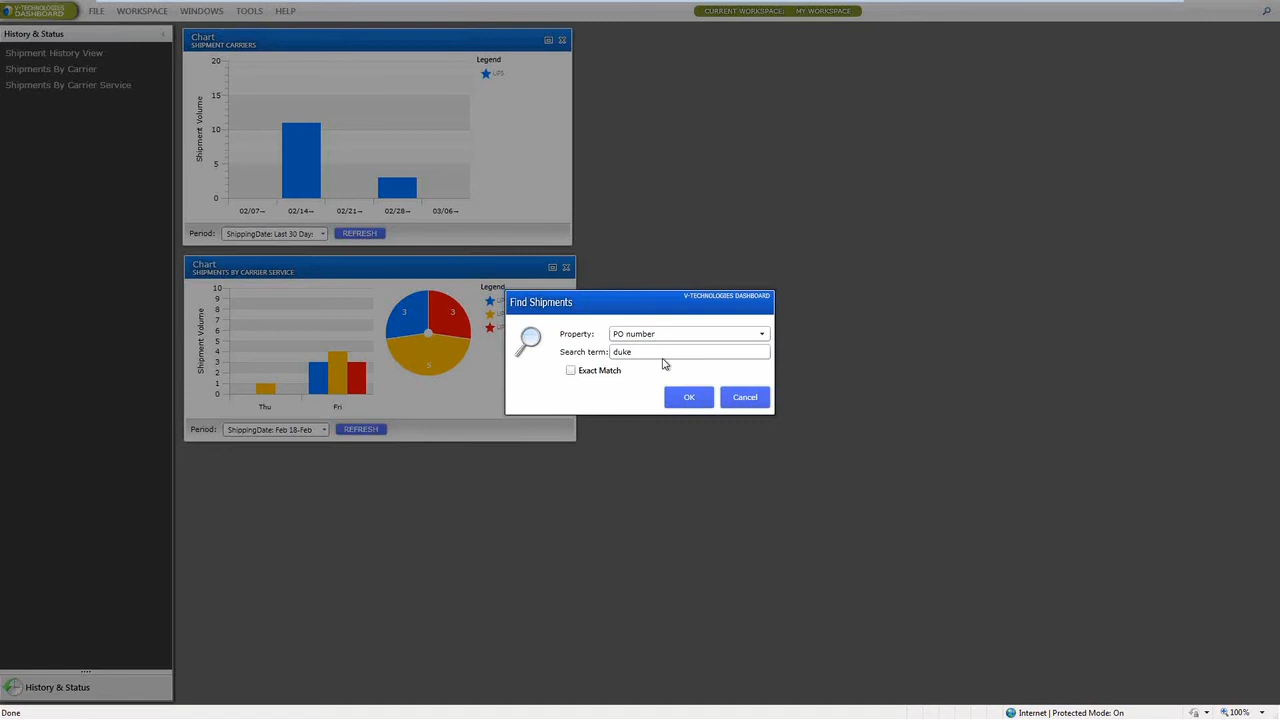 V-TECHNOLOGIES
DASHBOARD
FILE WORKSPACE WINDOWS TOOLS HELP
CURRENT WORKSPACE: MY WORKSPACE
History & Status
Shipment History View
Shipments By Carrier
Shipments By Carrier Service
Chart
SHIPMENT CARRIERS
20
15
10
5
0
Shipment Volume
02/07→ 02/14→ 02/21→ 02/28→ 03/06→
Legend
UPS
Period: ShippingDate: Last 30 Day: REFRESH
Chart
SHIPMENTS BY CARRIER SERVICE
10
9
8
7
6
5
4
3
2
1
0
Shipment Volume
Thu Fri
3 3
5
Legend
Period: ShippingDate: Feb 18-Feb REFRESH
V-TECHNOLOGIES DASHBOARD
Find Shipments
Property: PO number
Search term: duke
Exact Match
OK Cancel
History & Status
Done
Internet | Protected Mode: On
100%